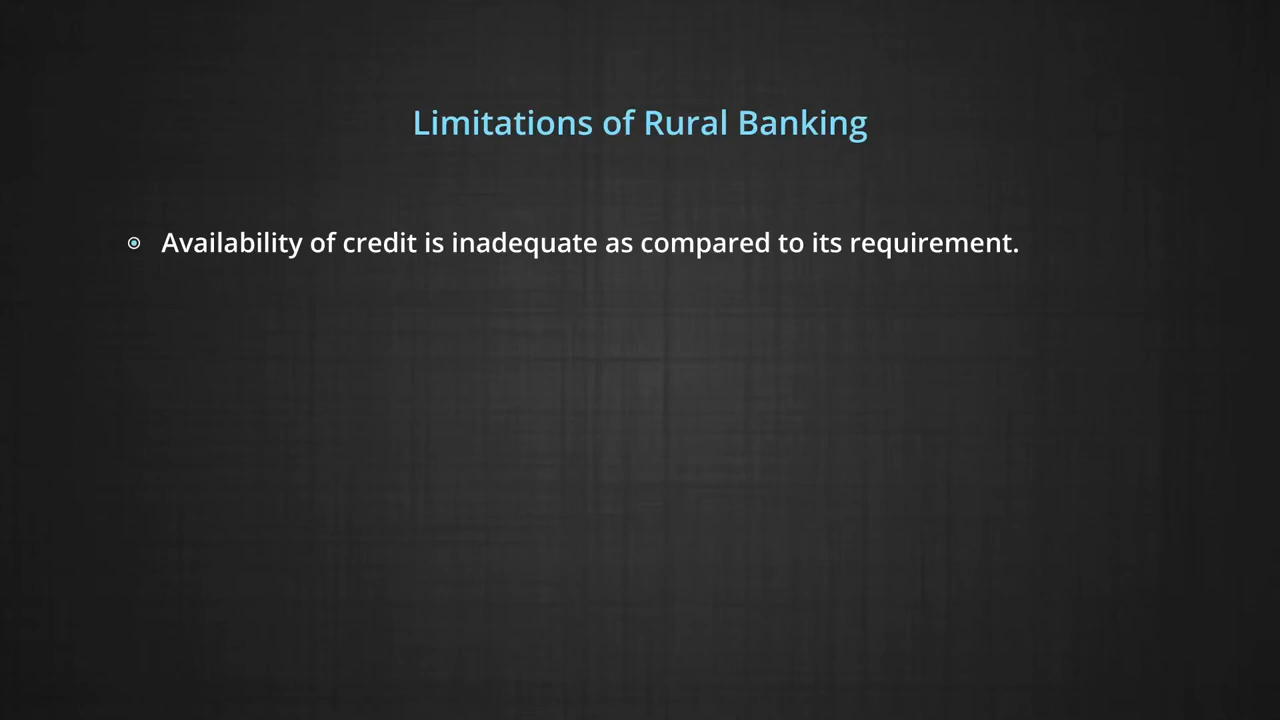 Limitations of Rural Banking
Availability of credit is inadequate as compared to its requirement.